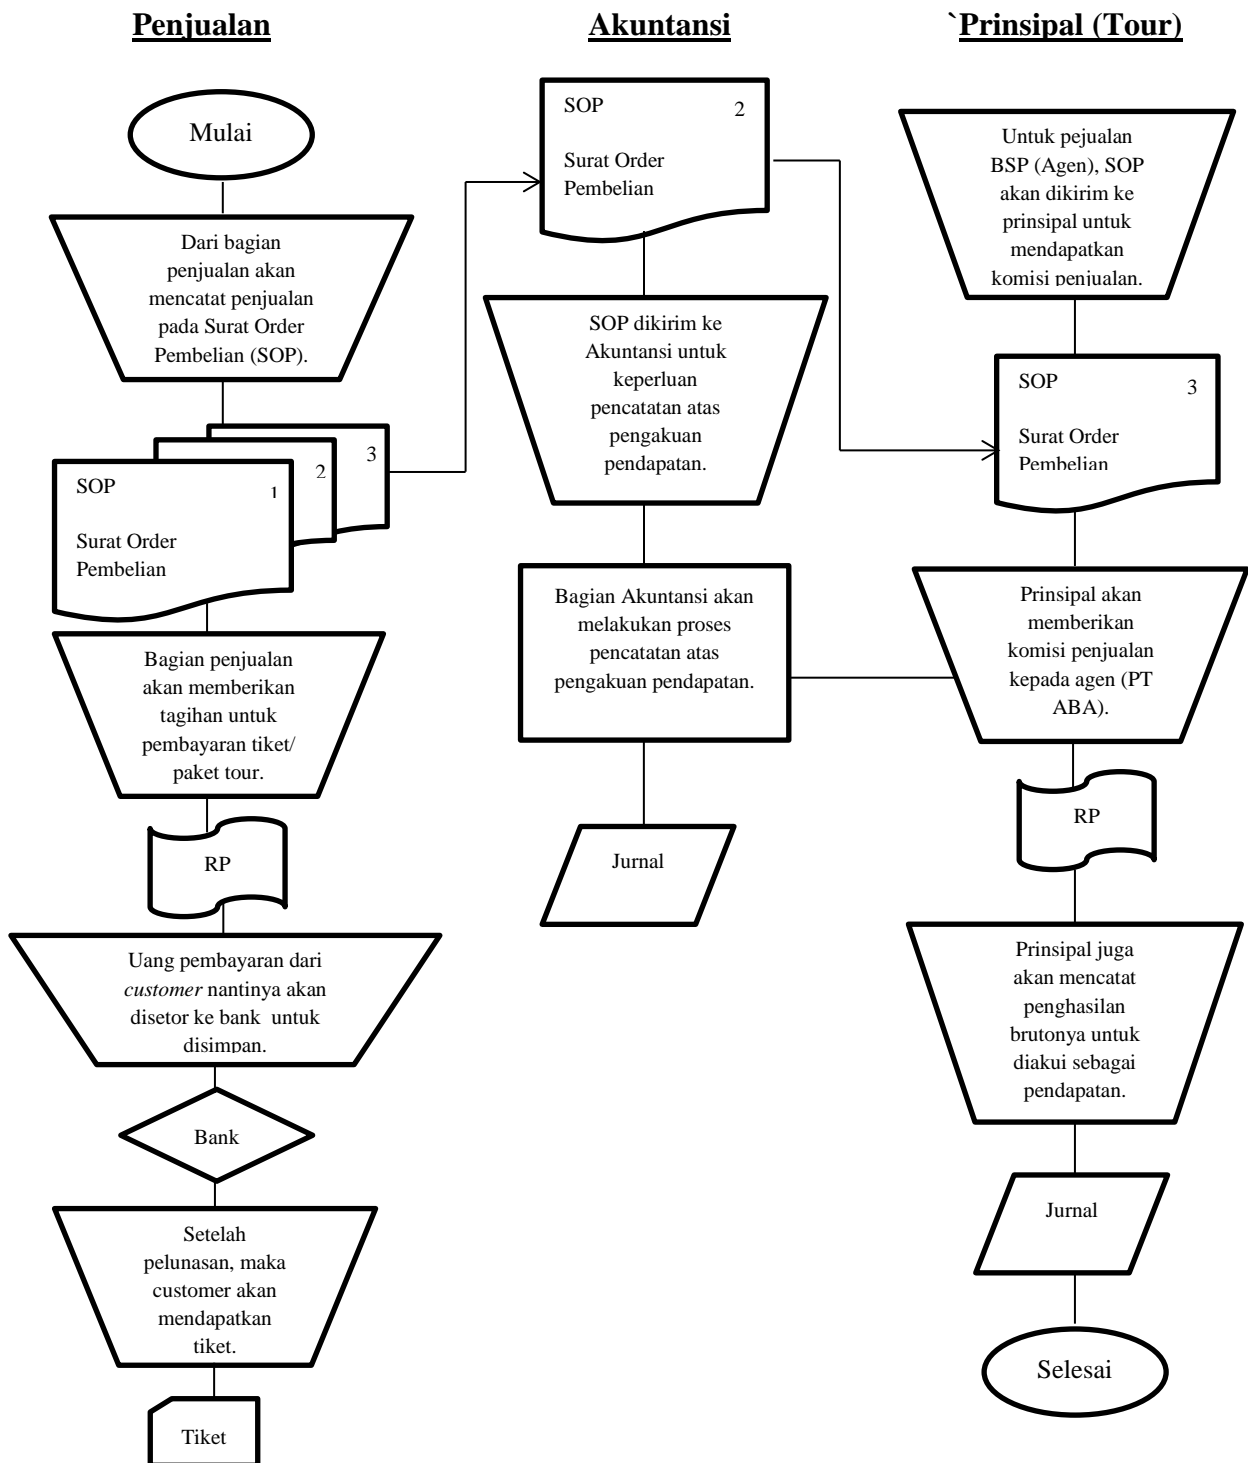 Penjualan
Mulai
Dari bagian
penjualan akan
mencatat penjualan
pada Surat Order
Pembelian (SOP).
3
2
SOP
1
Surat Order
Pembelian
Bagian penjualan
akan memberikan
tagihan untuk
pembayaran tiket/
paket tour.
RP
Uang pembayaran dari
customer nantinya akan
disetor ke bank untuk
disimpan.
Bank
Setelah
pelunasan, maka
customer akan
mendapatkan
tiket.
Tiket
Akuntansi
SOP
2
Surat Order
Pembelian
SOP dikirim ke
Akuntansi untuk
keperluan
pencatatan atas
pengakuan
pendapatan.
Bagian Akuntansi akan
melakukan proses
pencatatan atas
pengakuan pendapatan.
Jurnal
`Prinsipal (Tour)
Untuk pejualan
BSP (Agen), SOP
akan dikirim ke
prinsipal untuk
mendapatkan
komisi penjualan.
SOP
3
Surat Order
Pembelian
Prinsipal akan
memberikan
komisi penjualan
kepada agen (PT
ABA).
RP
Prinsipal juga
akan mencatat
penghasilan
brutonya untuk
diakui sebagai
pendapatan.
Jurnal
Selesai